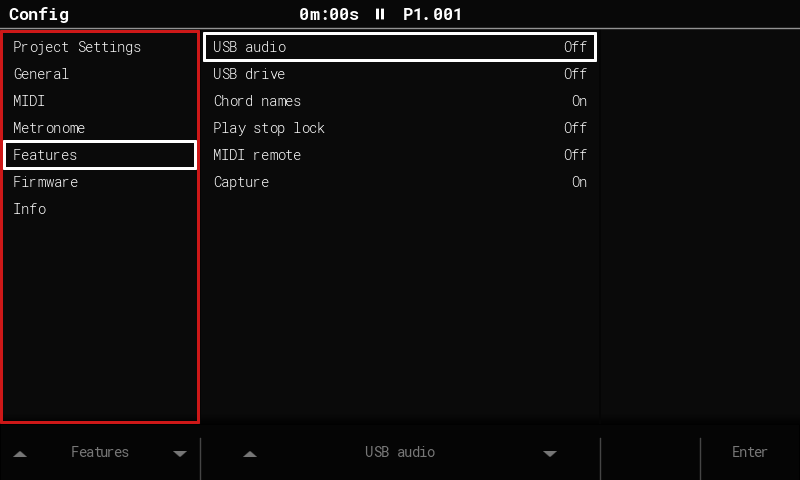 Config 0m:00s P1.001
Project Settings
General
MIDI
Metronome
Features
Firmware
Info
USB audio Off
USB drive Off
Chord names On
Play stop lock Off
MIDI remote Off
Capture On
Features USB audio Enter